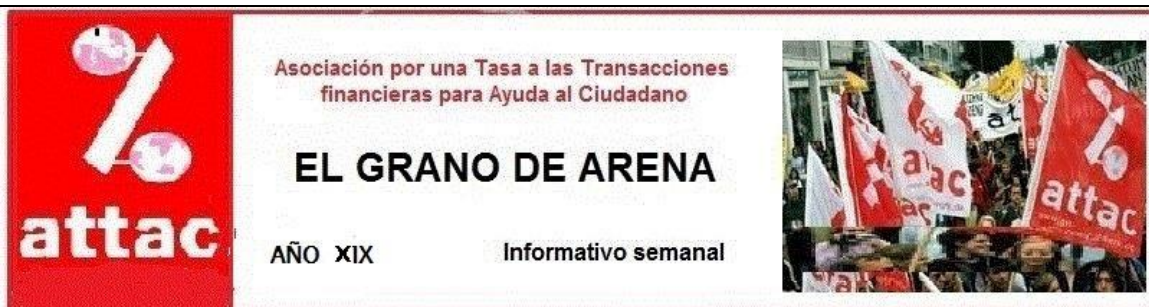 attac
Asociación por una Tasa a las Transacciones
financieras para Ayuda al Ciudadano
EL GRANO DE ARENA
AÑO XIX
Informativo semanal
attac
attac